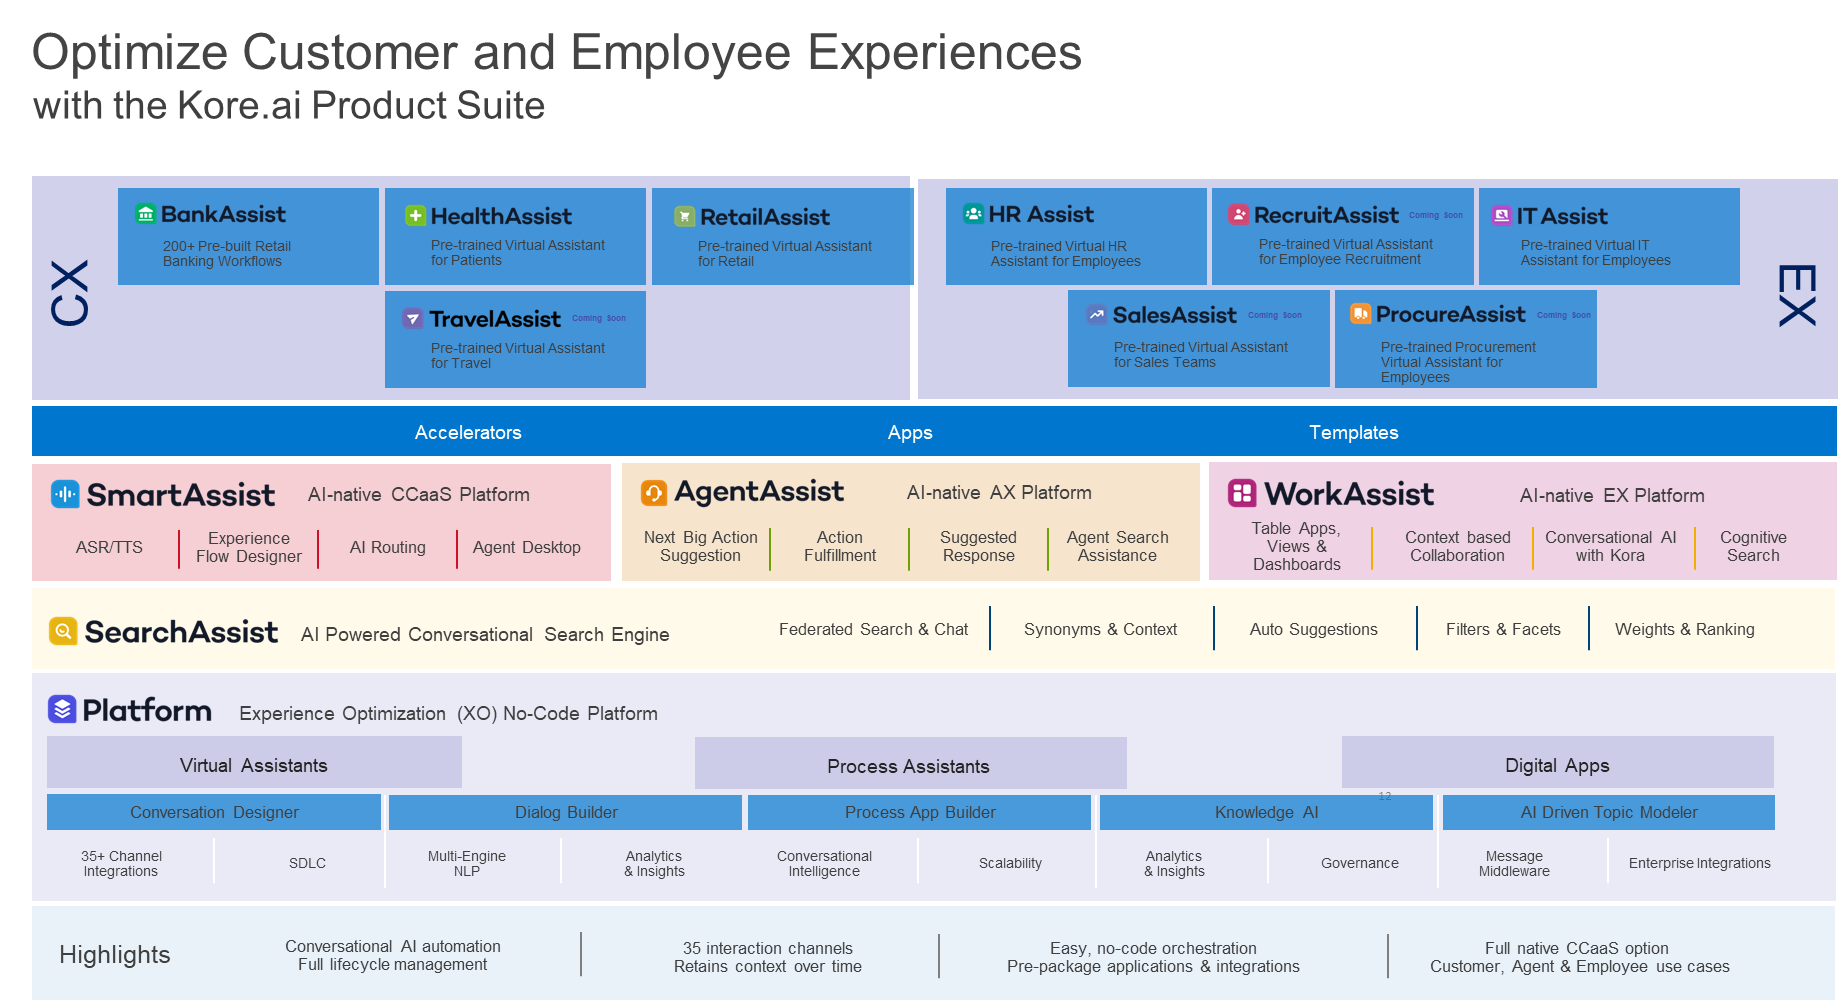 Optimize Customer and Employee Experiences
with the Kore.ai Product Suite
CX
BankAssist
200+ Pre-built Retail
Banking Workflows
HealthAssist
Pre-trained Virtual Assistant
for Patients
RetailAssist
Pre-trained Virtual Assistant
for Retail
TravelAssist Coming Soon
Pre-trained Virtual Assistant
for Travel
HR Assist
Pre-trained Virtual HR
Assistant for Employees
RecruitAssist Coming Soon
Pre-trained Virtual Assistant
for Employee Recruitment
IT Assist
Pre-trained Virtual IT
Assistant for Employees
SalesAssist Coming Soon
Pre-trained Virtual Assistant
for Sales Teams
ProcureAssist Coming Soon
Pre-trained Procurement
Virtual Assistant for
Employees
EX
Accelerators
Apps
Templates
SmartAssist AI-native CCaaS Platform
ASR/TTS
Experience
Flow Designer
AI Routing
Agent Desktop
AgentAssist AI-native AX Platform
Next Big Action
Suggestion
Action
Fulfillment
Suggested
Response
Agent Search
Assistance
WorkAssist AI-native EX Platform
Table Apps,
Views &
Dashboards
Context based
Collaboration
Conversational AI
with Kora
Cognitive
Search
SearchAssist AI Powered Conversational Search Engine
Federated Search & Chat
Synonyms & Context
Auto Suggestions
Filters & Facets
Weights & Ranking
Platform Experience Optimization (XO) No-Code Platform
Virtual Assistants
Process Assistants
Digital Apps
12
Conversation Designer
Dialog Builder
Process App Builder
Knowledge AI
AI Driven Topic Modeler
35+ Channel
Integrations
SDLC
Multi-Engine
NLP
Analytics
& Insights
Conversational
Intelligence
Scalability
Analytics
& Insights
Governance
Message
Middleware
Enterprise Integrations
Highlights
Conversational AI automation
Full lifecycle management
35 interaction channels
Retains context over time
Easy, no-code orchestration
Pre-package applications & integrations
Full native CCaaS option
Customer, Agent & Employee use cases